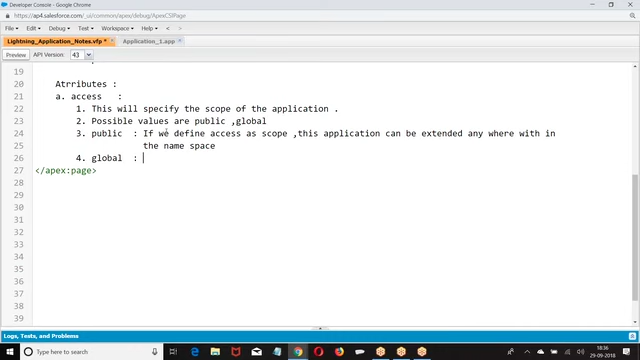 Developer Console - Google Chrome
https://ap4.salesforce.com/_ui/common/apex/debug/ApexCSIPage
File Edit Debug Test Workspace Help
Lightning_Application_Notes.vfp * Application_1.app
Preview API Version: 43
19
20 Atrributes :
21 a. access :
22 1. This will specify the scope of the application .
23 2. Possible values are public ,global
24 3. public : If we define access as scope ,this application can be extended any where with in
25 the name space
26 4. global :
27 </apex:page>
28
29
30
31
32
33
34
35
36
37
38
39
Logs, Tests, and Problems
Type here to search
18:36
29-09-2018